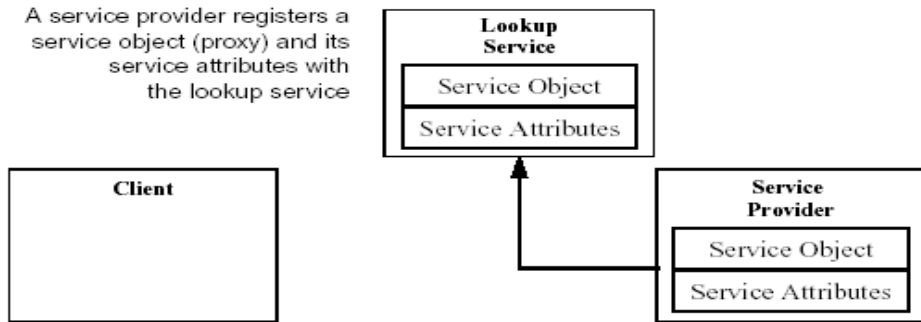 A service provider registers a
service object (proxy) and its
service attributes with
the lookup service
Lookup
Service
Service Object
Service Attributes
Client
Service
Provider
Service Object
Service Attributes